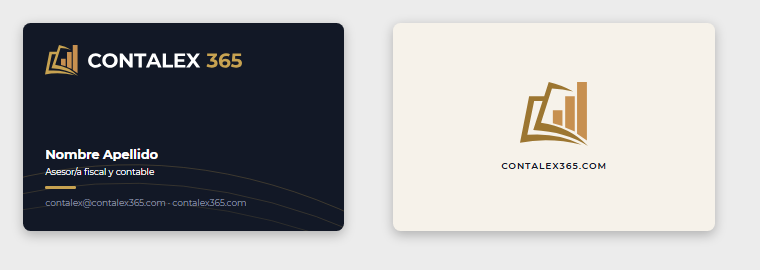 CONTALEX 365
Nombre Apellido
Asesor/a fiscal y contable
contalex@contalex365.com - contalex365.com
CONTALEX365.COM